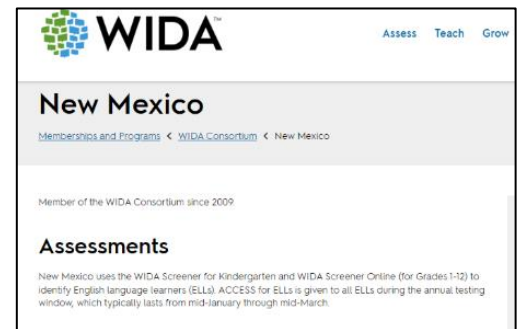 WIDA™
Assess Teach Grow
New Mexico
Memberships and Programs < WIDA Consortium < New Mexico
Member of the WIDA Consortium since 2009.
Assessments
New Mexico uses the WIDA Screener for Kindergarten and WIDA Screener Online (for Grades 1-12) to
identify English language learners (ELLs). ACCESS for ELLs is given to all ELLs during the annual testing
window, which typically lasts from mid-January through mid-March.